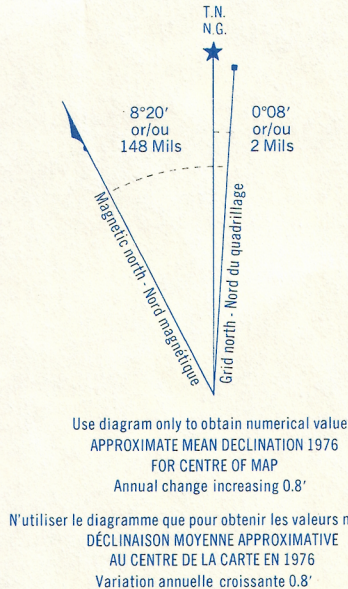 T.N.
N.G.
8°20′
or/ou
148 Mils
0°08′
or/ou
2 Mils
Magnetic north - Nord magnétique
Grid north - Nord du quadrillage
Use diagram only to obtain numerical value
APPROXIMATE MEAN DECLINATION 1976
FOR CENTRE OF MAP
Annual change increasing 0.8′
N'utiliser le diagramme que pour obtenir les valeurs
DÉCLINAISON MOYENNE APPROXIMATIVE
AU CENTRE DE LA CARTE EN 1976
Variation annuelle croissante 0.8′